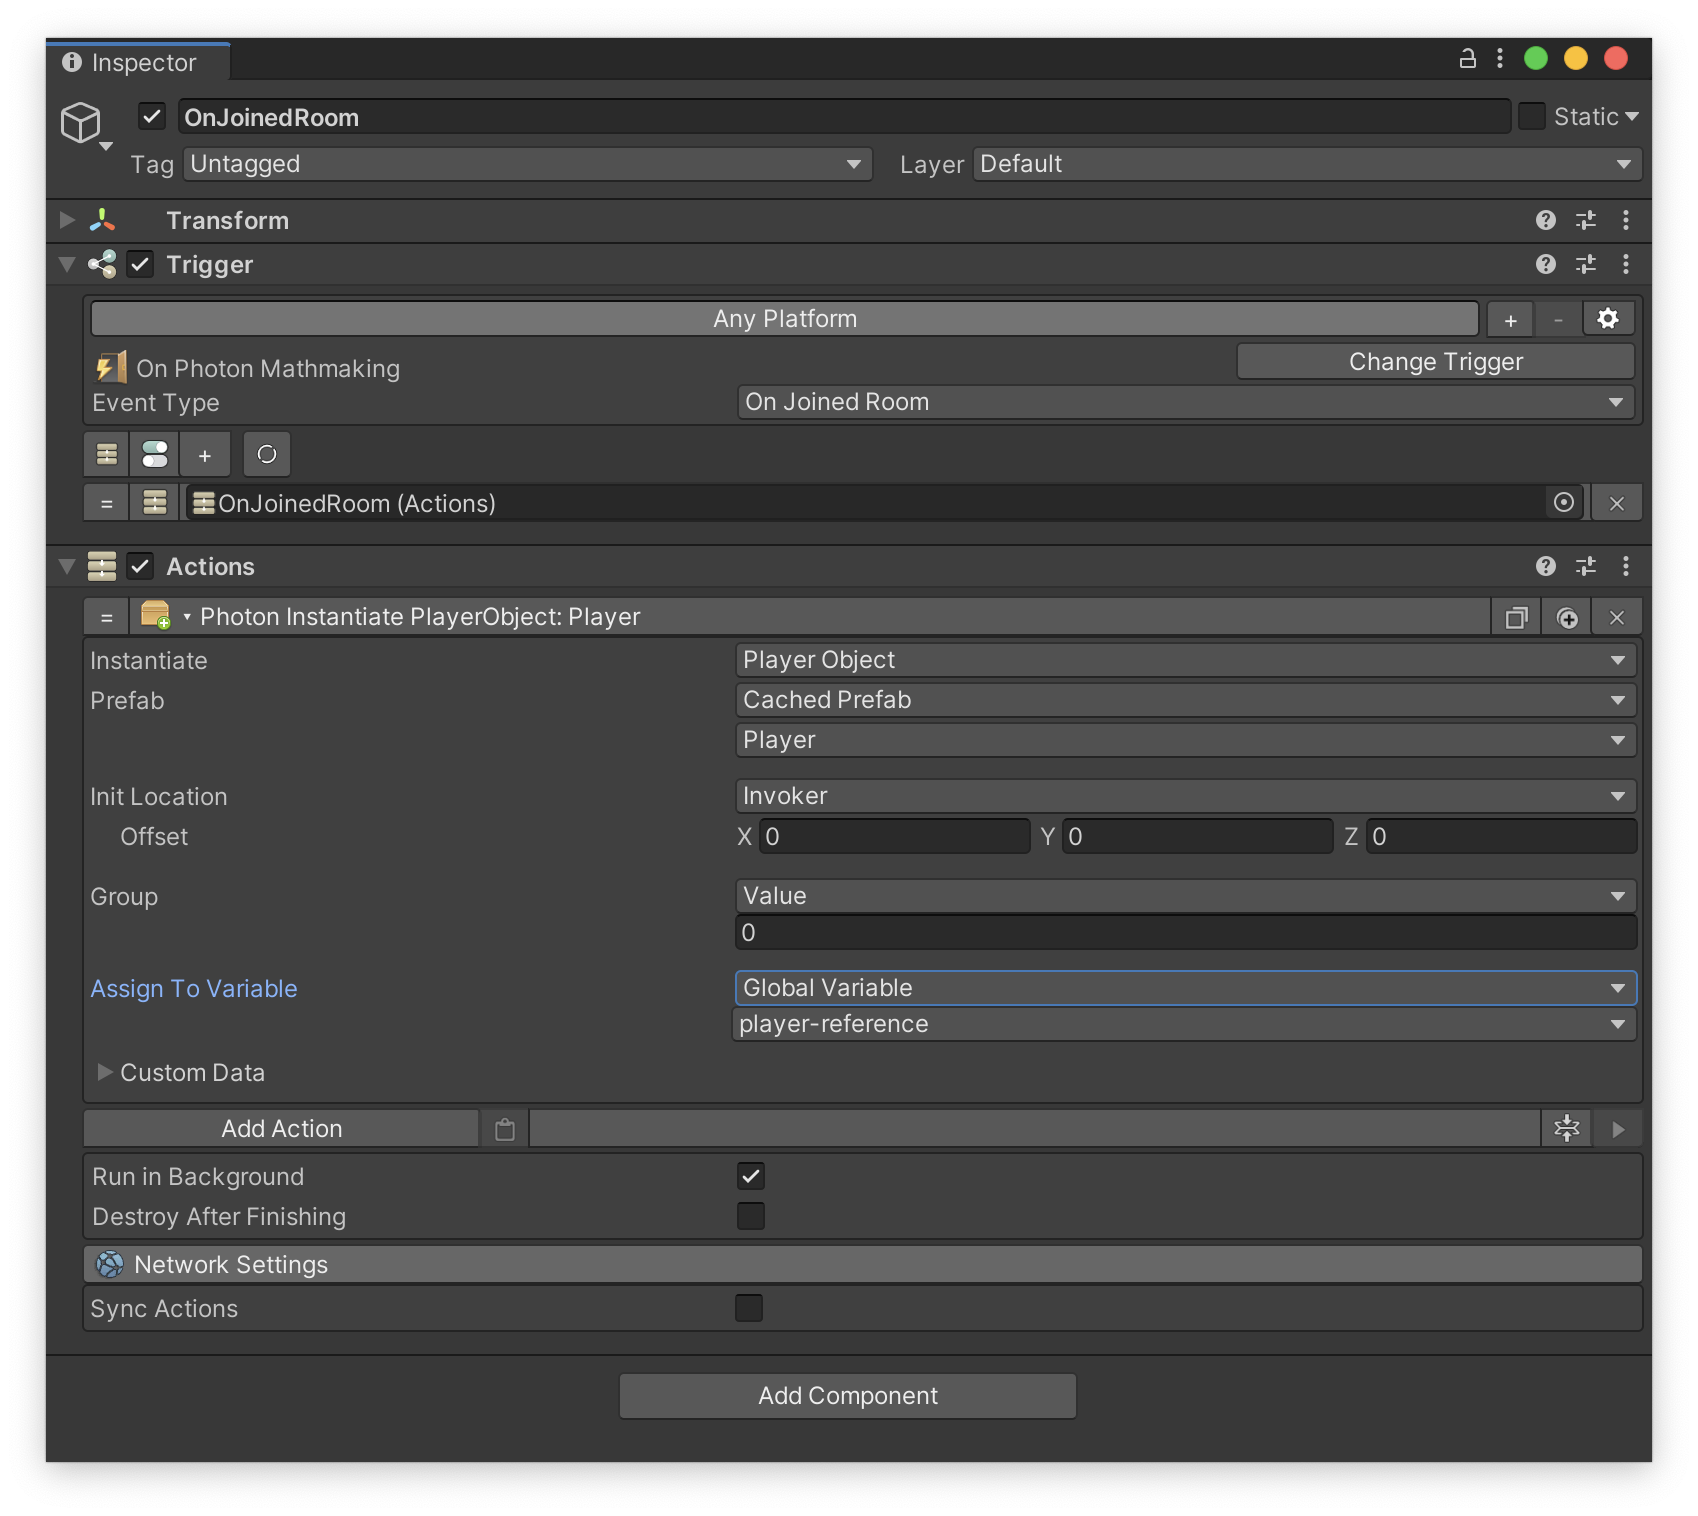 Inspector
OnJoinedRoom Static
Tag Untagged Layer Default
Transform
Trigger
Any Platform + -
On Photon Mathmaking Change Trigger
Event Type On Joined Room
+
= OnJoinedRoom (Actions)
Actions
= Photon Instantiate PlayerObject: Player
Instantiate Player Object
Prefab Cached Prefab
Player
Init Location Invoker
Offset X 0 Y 0 Z 0
Group Value
0
Assign To Variable Global Variable
player-reference
Custom Data
Add Action
Run in Background
Destroy After Finishing
Network Settings
Sync Actions
Add Component